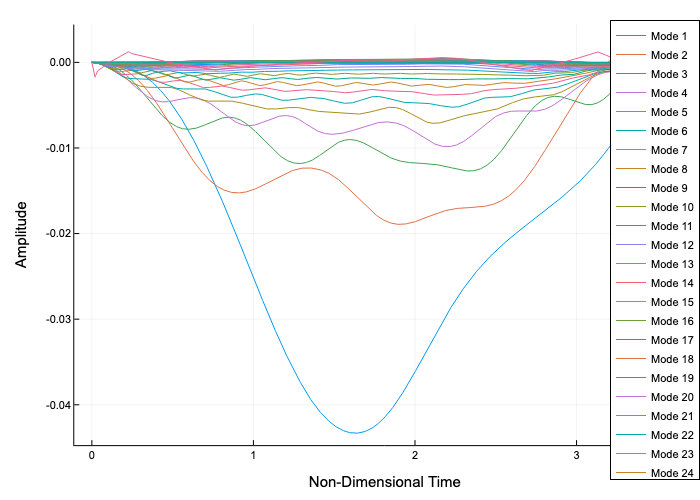 0.00
-0.01
-0.02
-0.03
-0.04
Amplitude
0
1
2
3
Non-Dimensional Time
Mode 1
Mode 2
Mode 3
Mode 4
Mode 5
Mode 6
Mode 7
Mode 8
Mode 9
Mode 10
Mode 11
Mode 12
Mode 13
Mode 14
Mode 15
Mode 16
Mode 17
Mode 18
Mode 19
Mode 20
Mode 21
Mode 22
Mode 23
Mode 24